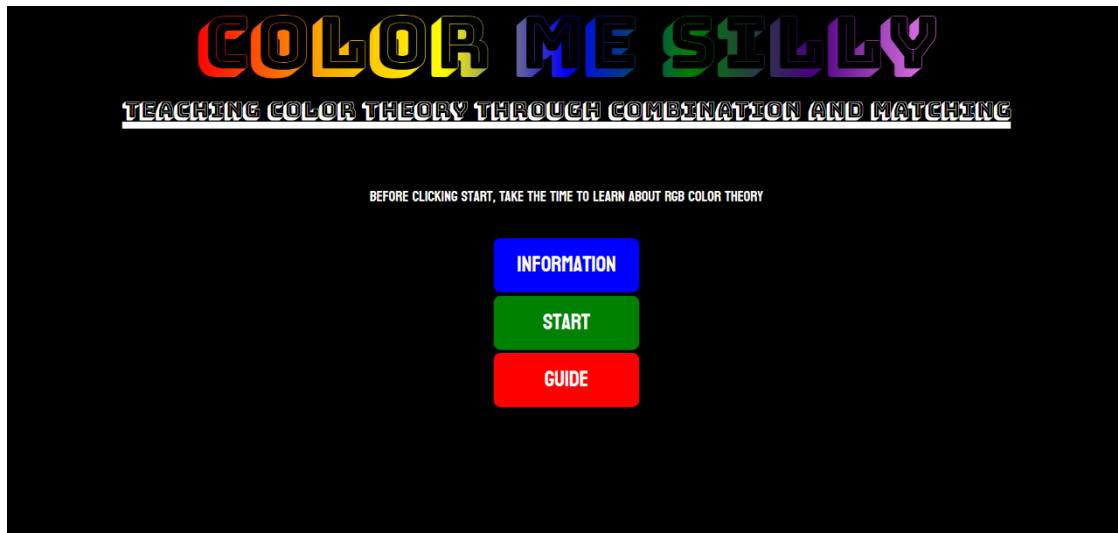 COLOR ME SILLY
TEACHING COLOR THEORY THROUGH COMBINATION AND MATCHING
BEFORE CLICKING START, TAKE THE TIME TO LEARN ABOUT RGB COLOR THEORY
INFORMATION
START
GUIDE